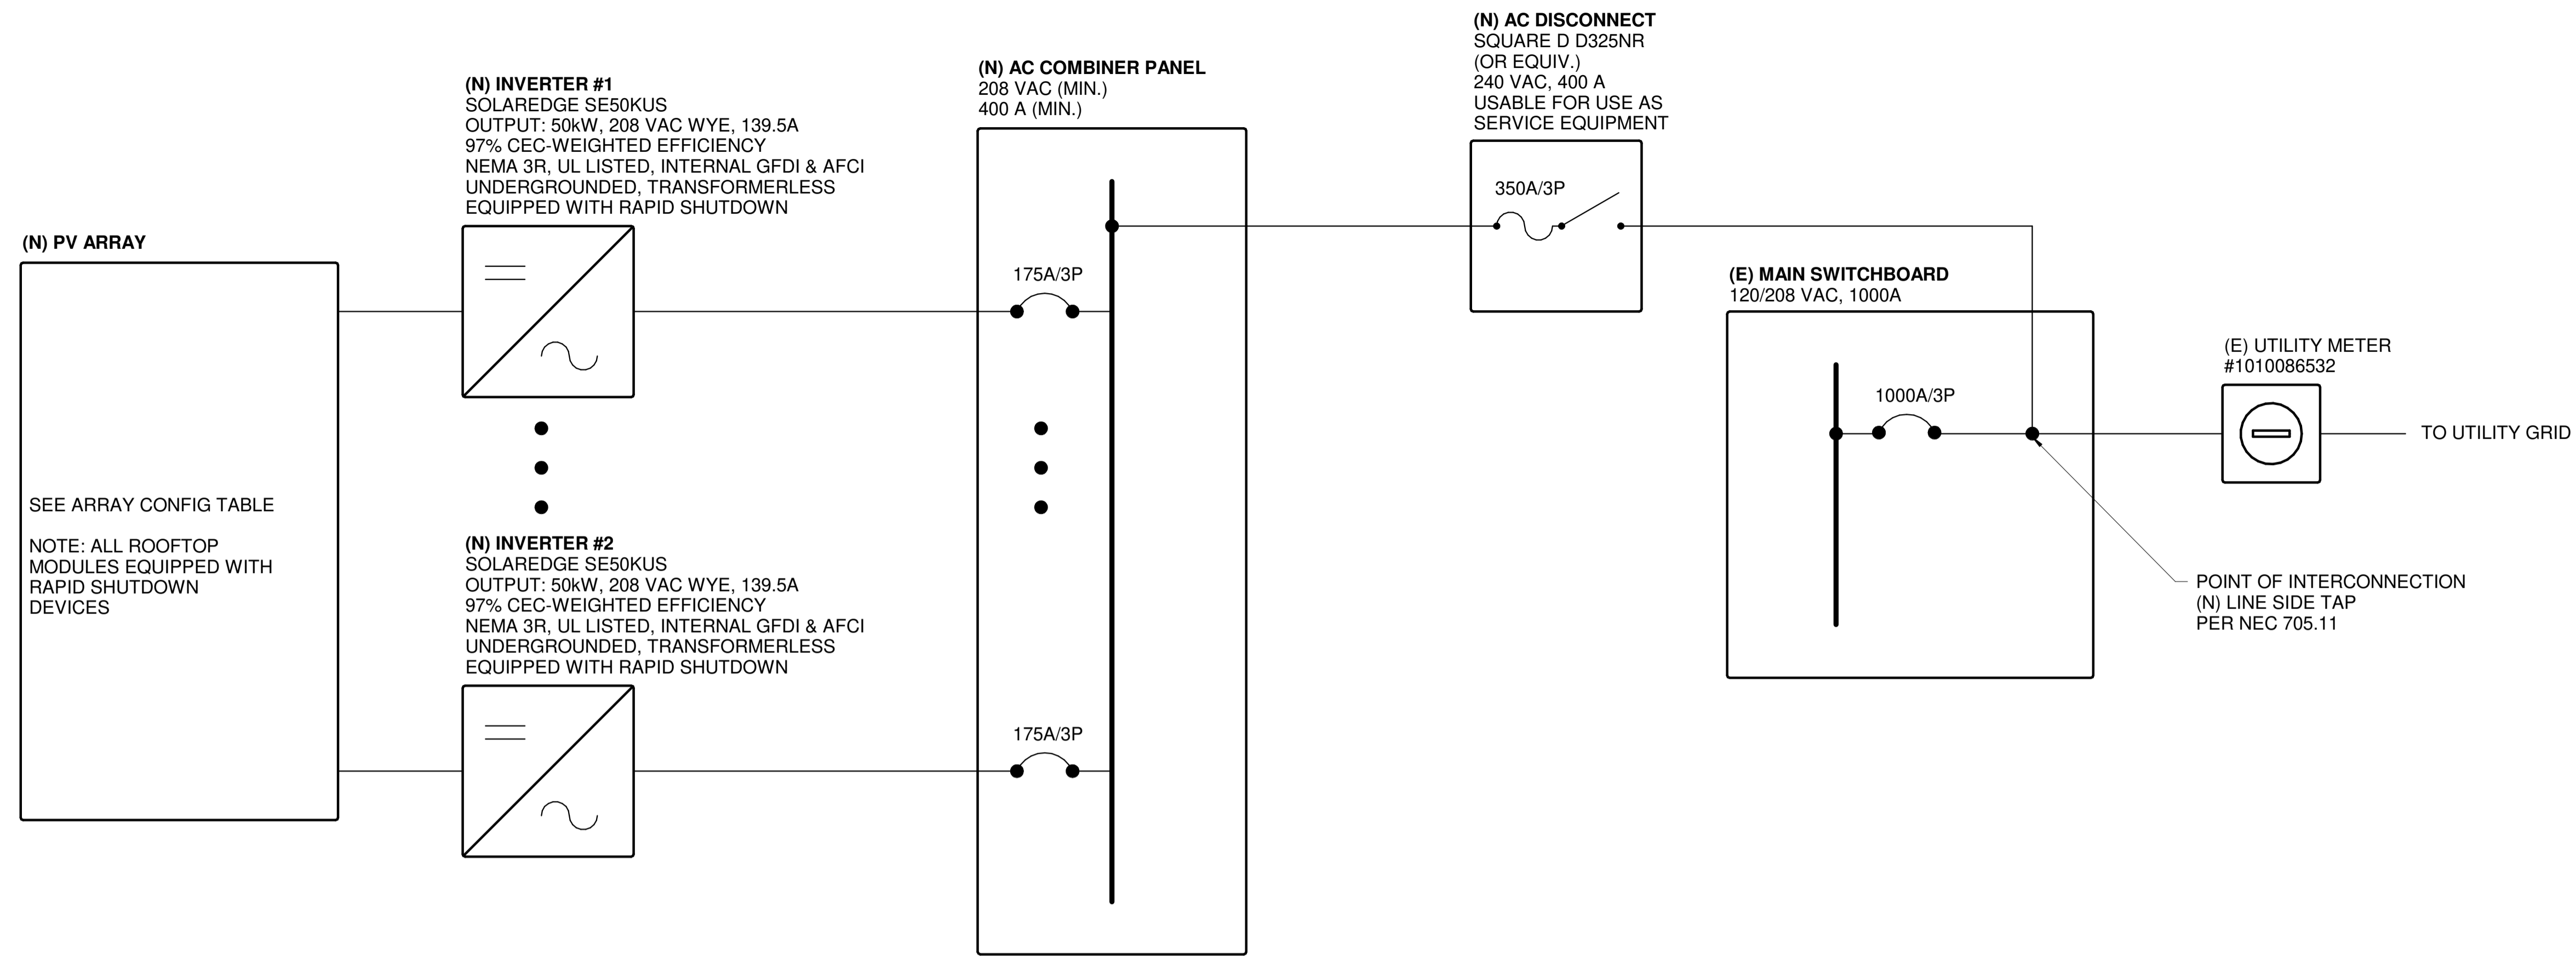 (N) PV ARRAY
SEE ARRAY CONFIG TABLE
NOTE: ALL ROOFTOP
MODULES EQUIPPED WITH
RAPID SHUTDOWN
DEVICES
(N) INVERTER #1
SOLAREDGE SE50KUS
OUTPUT: 50kW, 208 VAC WYE, 139.5A
97% CEC-WEIGHTED EFFICIENCY
NEMA 3R, UL LISTED, INTERNAL GFDI & AFCI
UNDERGROUNDED, TRANSFORMERLESS
EQUIPPED WITH RAPID SHUTDOWN
(N) INVERTER #2
SOLAREDGE SE50KUS
OUTPUT: 50kW, 208 VAC WYE, 139.5A
97% CEC-WEIGHTED EFFICIENCY
NEMA 3R, UL LISTED, INTERNAL GFDI & AFCI
UNDERGROUNDED, TRANSFORMERLESS
EQUIPPED WITH RAPID SHUTDOWN
(N) AC COMBINER PANEL
208 VAC (MIN.)
400 A (MIN.)
175A/3P
175A/3P
(N) AC DISCONNECT
SQUARE D D325NR
(OR EQUIV.)
240 VAC, 400 A
USABLE FOR USE AS
SERVICE EQUIPMENT
350A/3P
(E) MAIN SWITCHBOARD
120/208 VAC, 1000A
1000A/3P
(E) UTILITY METER
#1010086532
TO UTILITY GRID
POINT OF INTERCONNECTION
(N) LINE SIDE TAP
PER NEC 705.11